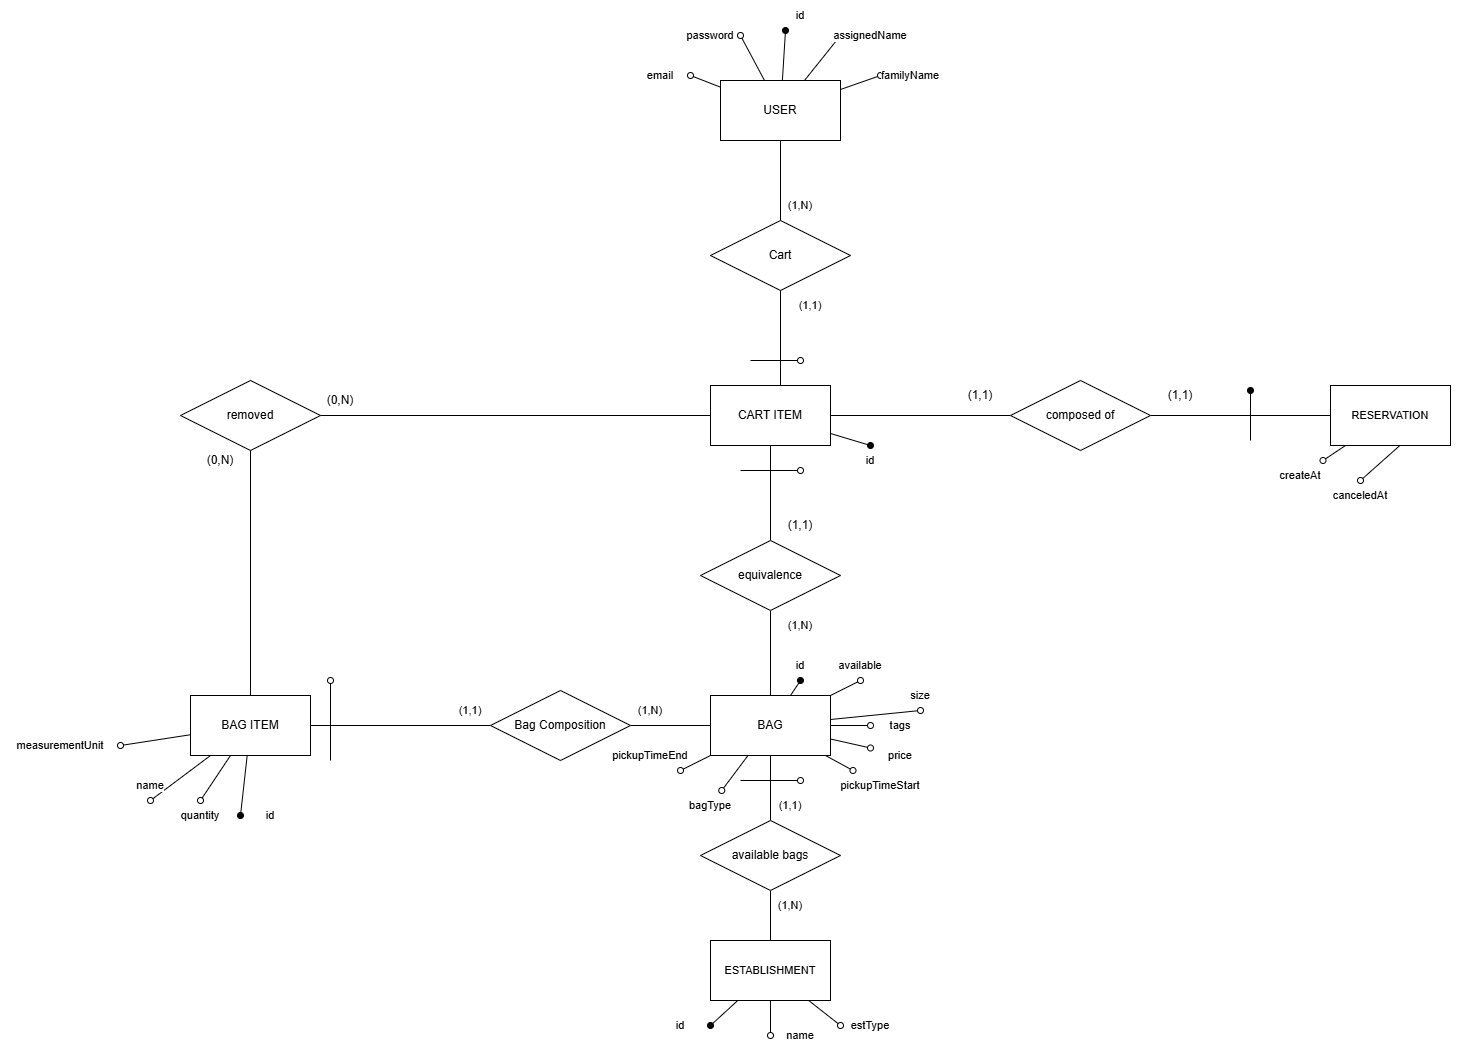 id
password
assignedName
email
familyName
USER
(1,N)
Cart
(1,1)
removed
(0,N)
(0,N)
CART ITEM
id
(1,1)
composed of
(1,1)
RESERVATION
createAt
canceledAt
(1,1)
equivalence
(1,N)
id
available
size
tags
price
pickupTimeStart
BAG ITEM
(1,1)
Bag Composition
(1,N)
BAG
measurementUnit
name
quantity
id
pickupTimeEnd
bagType
(1,1)
available bags
(1,N)
ESTABLISHMENT
id
name
estType